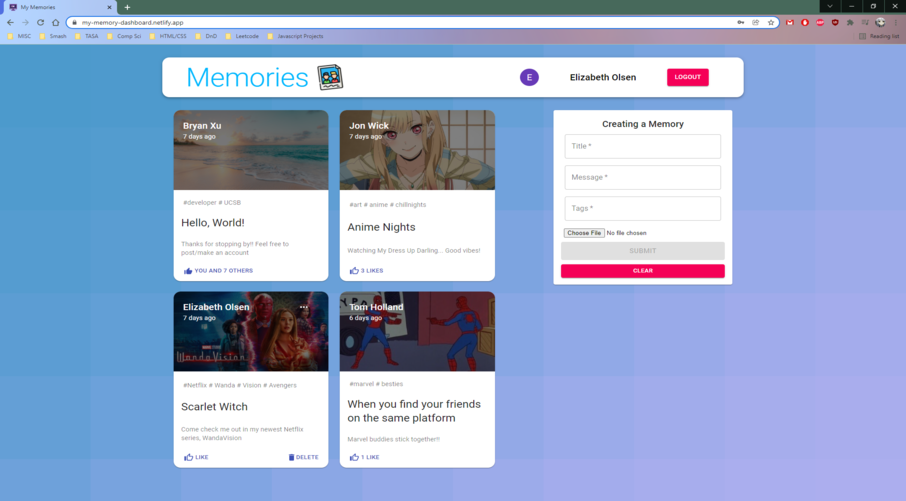 My Memories
my-memory-dashboard.netlify.app
MISC Smash TASA Comp Sci HTML/CSS DnD Leetcode Javascript Projects Reading list
Memories
E Elizabeth Olsen LOGOUT
Bryan Xu
7 days ago
#developer # UCSB
Hello, World!
Thanks for stopping by!! Feel free to
post/make an account
YOU AND 7 OTHERS
Jon Wick
7 days ago
#art # anime # chillnights
Anime Nights
Watching My Dress Up Darling... Good vibes!
3 LIKES
Creating a Memory
Title *
Message *
Tags *
Choose File No file chosen
SUBMIT
CLEAR
Elizabeth Olsen
7 days ago
WandaVision
#Netflix # Wanda # Vision # Avengers
Scarlet Witch
Come check me out in my newest Netflix
series, WandaVision
LIKE DELETE
Tom Holland
6 days ago
#marvel # besties
When you find your friends
on the same platform
Marvel buddies stick together!!
1 LIKE